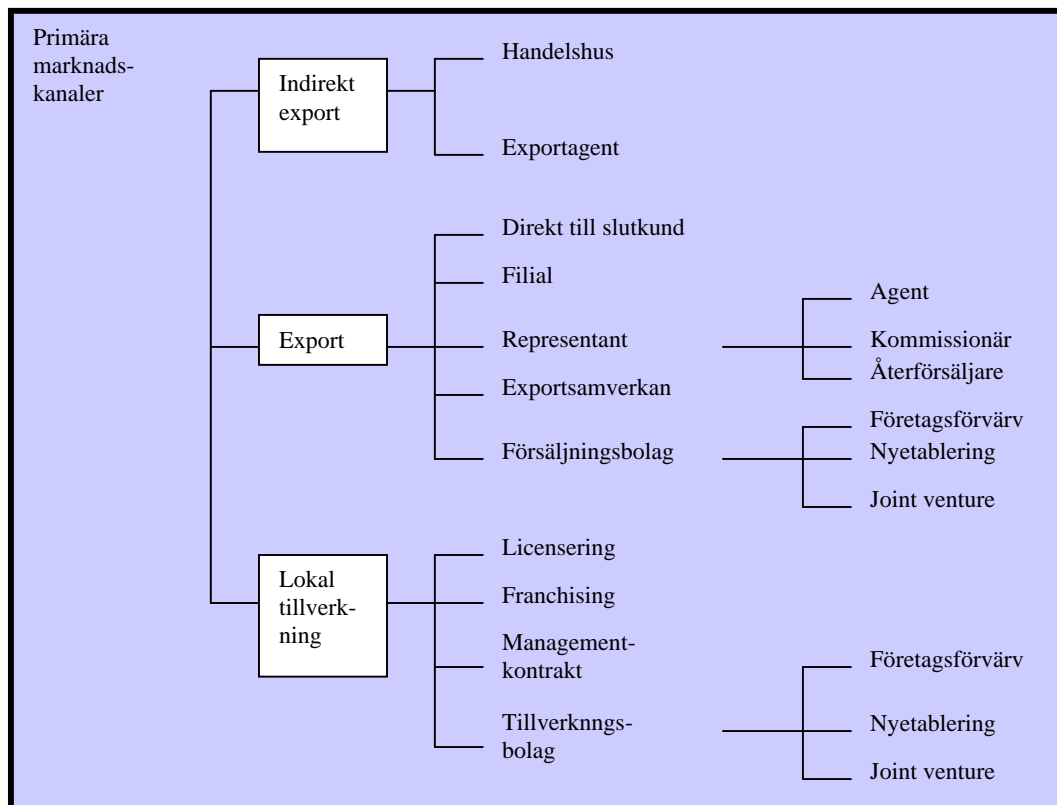 Primära
marknads-
kanaler
Indirekt
export
Handelshus
Exportagent
Export
Direkt till slutkund
Filial
Representant
Agent
Kommissionär
Återförsäljare
Exportsamverkan
Försäljningsbolag
Företagsförvärv
Nyetablering
Joint venture
Lokal
tillverk-
ning
Licensering
Franchising
Management-
kontrakt
Tillverknngs-
bolag
Företagsförvärv
Nyetablering
Joint venture